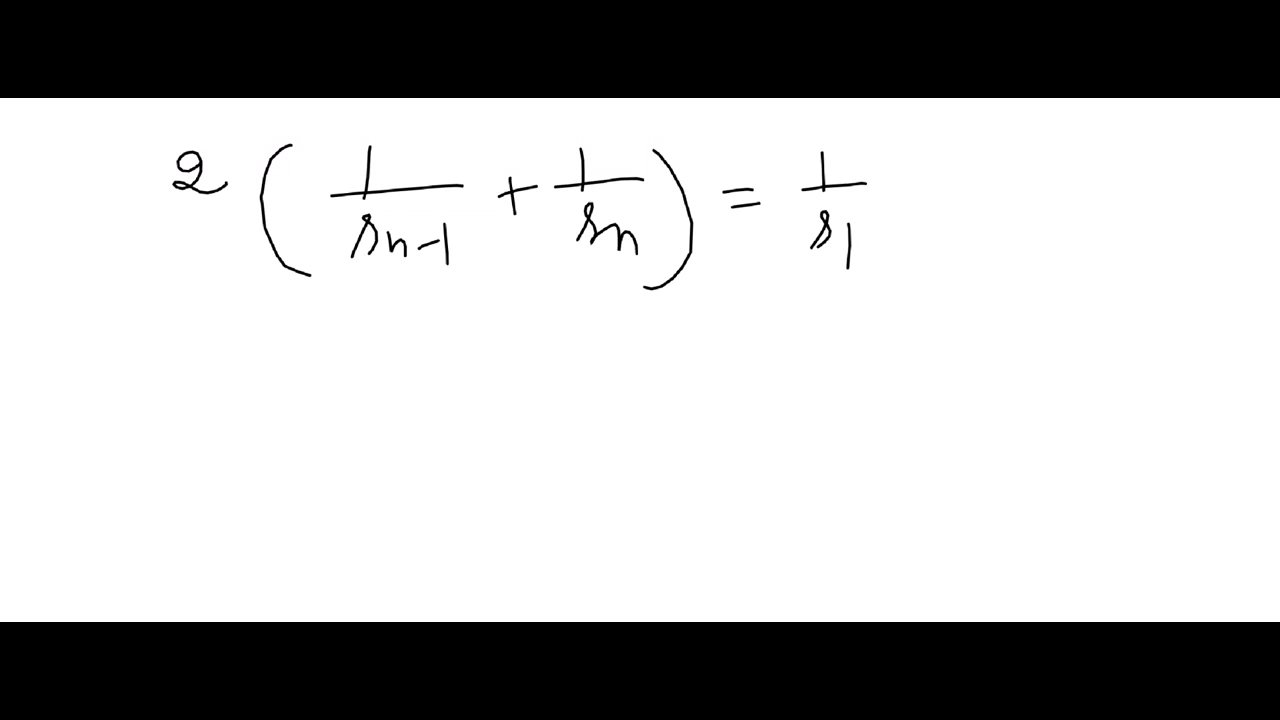 2 ( 1/s_{n-1} + 1/s_n ) = 1/s_1